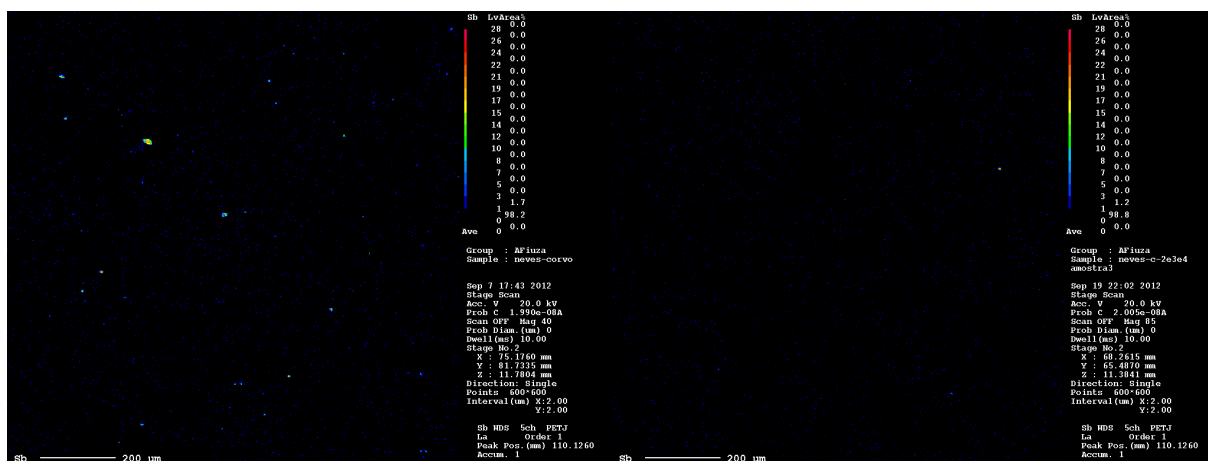 Sb LvArea%
0.0
28
0.0
26
0.0
24
0.0
22
0.0
21
0.0
19
0.0
17
0.0
15
0.0
14
0.0
12
0.0
10
0.0
8
0.0
7
0.0
5
0.0
3
1.7
1
98.2
0
0.0
Ave 0
Group : AFiuza
Sample : neves-corvo
Sep 7 17:43 2012
Stage Scan
Acc. V 20.0 kV
Prob C 1.990e-08A
Scan OFF Mag 40
Prob Diam.(um) 0
Dwell(ms) 10.00
Stage No.2
X : 75.1760 mm
Y : 81.7335 mm
Z : 11.7804 mm
Direction: Single
Points 600*600
Interval(um) X:2.00
Y:2.00
Sb WDS 5ch PETJ
La Order 1
Peak Pos.(mm) 110.1260
Accum. 1
Sb 200 um
Sb LvArea%
0.0
28
0.0
26
0.0
24
0.0
22
0.0
21
0.0
19
0.0
17
0.0
15
0.0
14
0.0
12
0.0
10
0.0
8
0.0
7
0.0
5
0.0
3
1.2
1
98.8
0
0.0
Ave 0
Group : AFiuza
Sample : neves-c-2e3e4
amostra3
Sep 19 22:02 2012
Stage Scan
Acc. V 20.0 kV
Prob C 2.005e-08A
Scan OFF Mag 85
Prob Diam.(um) 0
Dwell(ms) 10.00
Stage No.2
X : 68.2615 mm
Y : 65.4870 mm
Z : 11.3841 mm
Direction: Single
Points 600*600
Interval(um) X:2.00
Y:2.00
Sb WDS 5ch PETJ
La Order 1
Peak Pos.(mm) 110.1260
Accum. 1
Sb 200 um